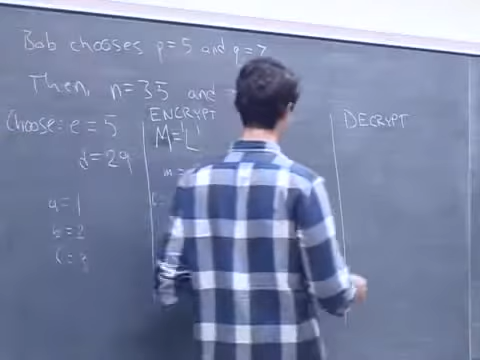 Bob chooses p=5 and q=7
Then, n=35 and
Choose: e=5
d=29
a=1
b=2
ENCRYPT
M='L'
m=
DECRYPT